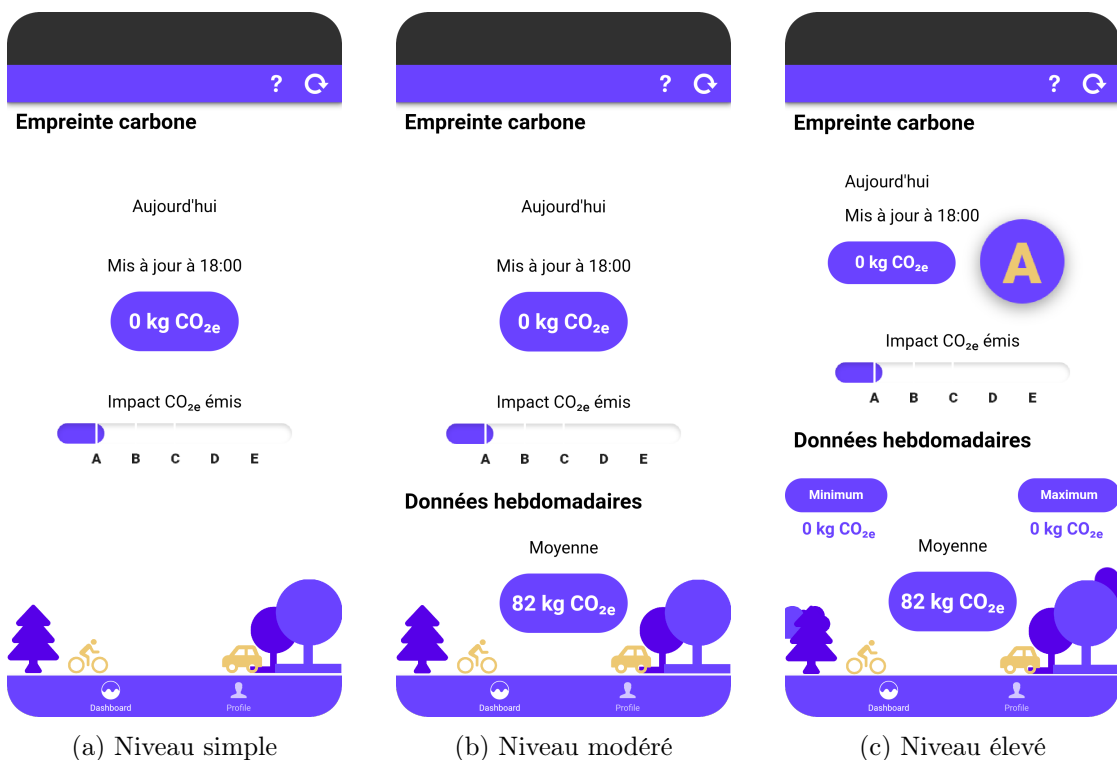 ?
Empreinte carbone
Aujourd'hui
Mis à jour à 18:00
0 kg CO₂e
Impact CO₂e émis
A B C D E
Dashboard
Profile
(a) Niveau simple
?
Empreinte carbone
Aujourd'hui
Mis à jour à 18:00
0 kg CO₂e
Impact CO₂e émis
A B C D E
Données hebdomadaires
Moyenne
82 kg CO₂e
Dashboard
Profile
(b) Niveau modéré
?
Empreinte carbone
Aujourd'hui
Mis à jour à 18:00
0 kg CO₂e
A
Impact CO₂e émis
A B C D E
Données hebdomadaires
Minimum
Maximum
0 kg CO₂e
0 kg CO₂e
Moyenne
82 kg CO₂e
Dashboard
Profile
(c) Niveau élevé